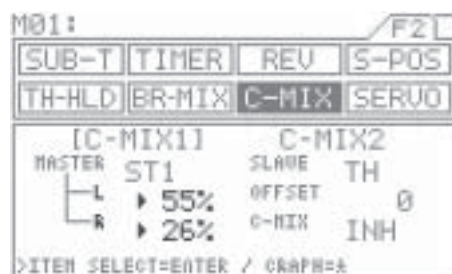 M01: F2
SUB-T TIMER REV S-POS
TH-HLD BR-MIX C-MIX SERVO
[C-MIX1] C-MIX2
MASTER ST1 SLAVE TH
L ▶ 55% OFFSET 0
R ▶ 26% C-MIX INH
>ITEM SELECT=ENTER / GRAPH=±